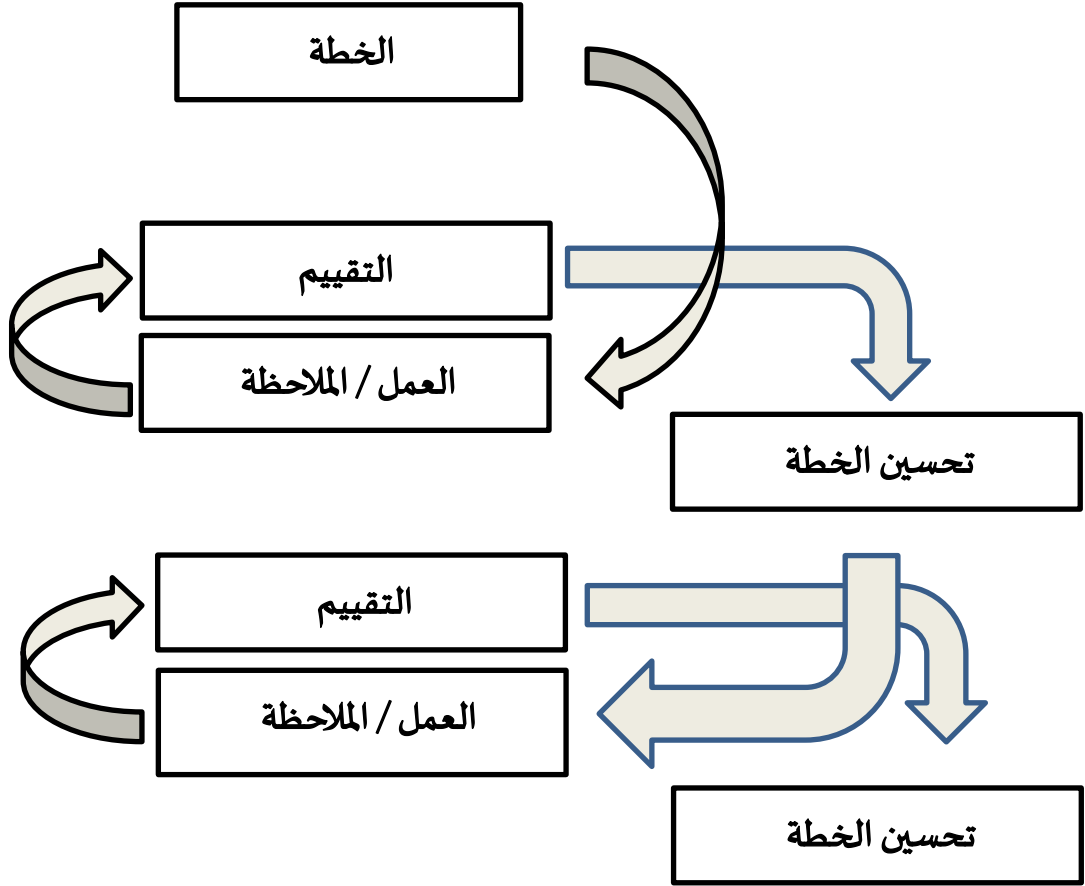 الخطة
التقييم
العمل / الملاحظة
تحسين الخطة
التقييم
العمل / الملاحظة
تحسين الخطة